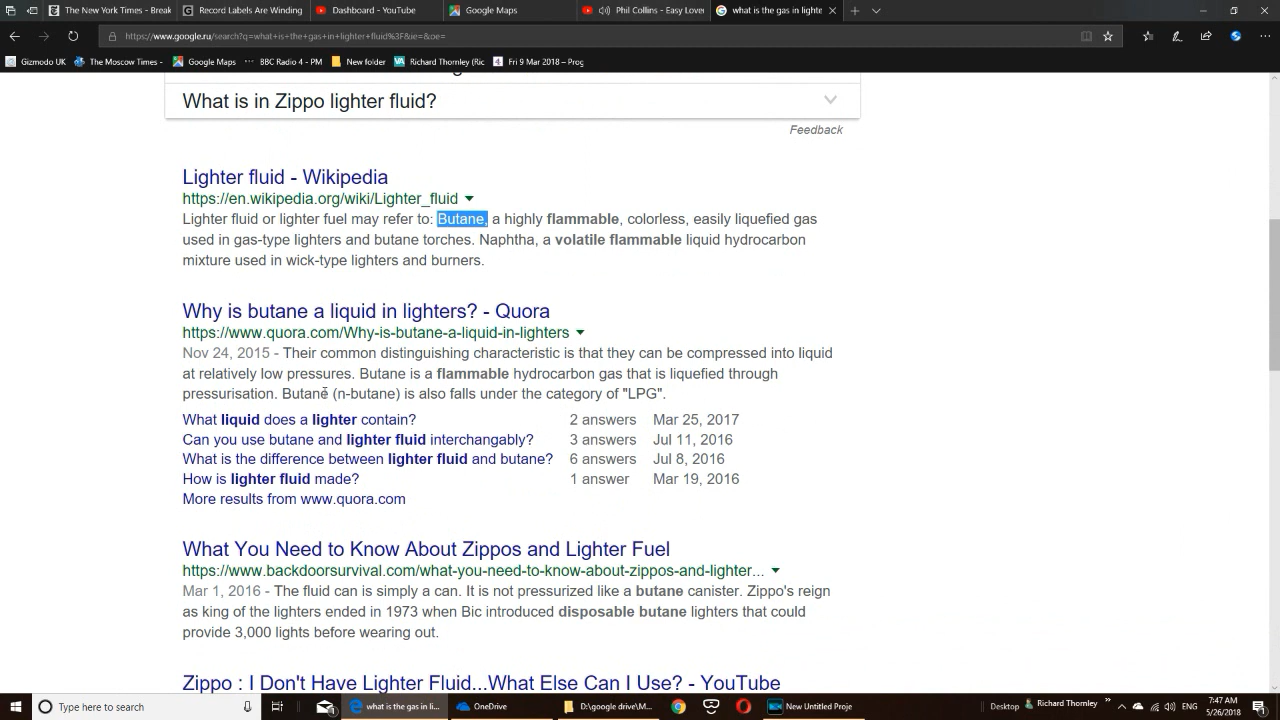 The New York Times - Break
Record Labels Are Winding
Dashboard - YouTube
Google Maps
Phil Collins - Easy Lover
what is the gas in lighte
https://www.google.ru/search?q=what+is+the+gas+in+lighter+fluid%3F&ie=&oe=
Gizmodo UK
The Moscow Times -
Google Maps
BBC Radio 4 - PM
New folder
Richard Thornley (Ric
Fri 9 Mar 2018 – Prog
What is in Zippo lighter fluid?
Feedback
Lighter fluid - Wikipedia
https://en.wikipedia.org/wiki/Lighter_fluid
Lighter fluid or lighter fuel may refer to: Butane, a highly flammable, colorless, easily liquefied gas
used in gas-type lighters and butane torches. Naphtha, a volatile flammable liquid hydrocarbon
mixture used in wick-type lighters and burners.
Why is butane a liquid in lighters? - Quora
https://www.quora.com/Why-is-butane-a-liquid-in-lighters
Nov 24, 2015 - Their common distinguishing characteristic is that they can be compressed into liquid
at relatively low pressures. Butane is a flammable hydrocarbon gas that is liquefied through
pressurisation. Butane (n-butane) is also falls under the category of "LPG".
What liquid does a lighter contain? 2 answers Mar 25, 2017
Can you use butane and lighter fluid interchangably? 3 answers Jul 11, 2016
What is the difference between lighter fluid and butane? 6 answers Jul 8, 2016
How is lighter fluid made? 1 answer Mar 19, 2016
More results from www.quora.com
What You Need to Know About Zippos and Lighter Fuel
https://www.backdoorsurvival.com/what-you-need-to-know-about-zippos-and-lighter...
Mar 1, 2016 - The fluid can is simply a can. It is not pressurized like a butane canister. Zippo's reign
as king of the lighters ended in 1973 when Bic introduced disposable butane lighters that could
provide 3,000 lights before wearing out.
Zippo : I Don't Have Lighter Fluid...What Else Can I Use? - YouTube
Type here to search
what is the gas in li...
OneDrive
D:\google drive\M...
New Untitled Proje
Desktop
Richard Thornley
ENG
7:47 AM
5/26/2018